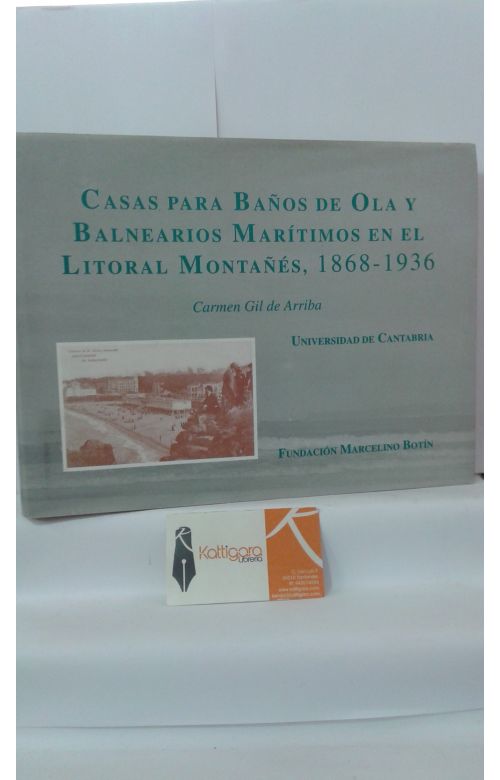 CASAS PARA BAÑOS DE OLA Y
BALNEARIOS MARÍTIMOS EN EL
LITORAL MONTAÑÉS, 1868-1936
Carmen Gil de Arriba
UNIVERSIDAD DE CANTABRIA
FUNDACIÓN MARCELINO BOTÍN
Kattigara
Librería